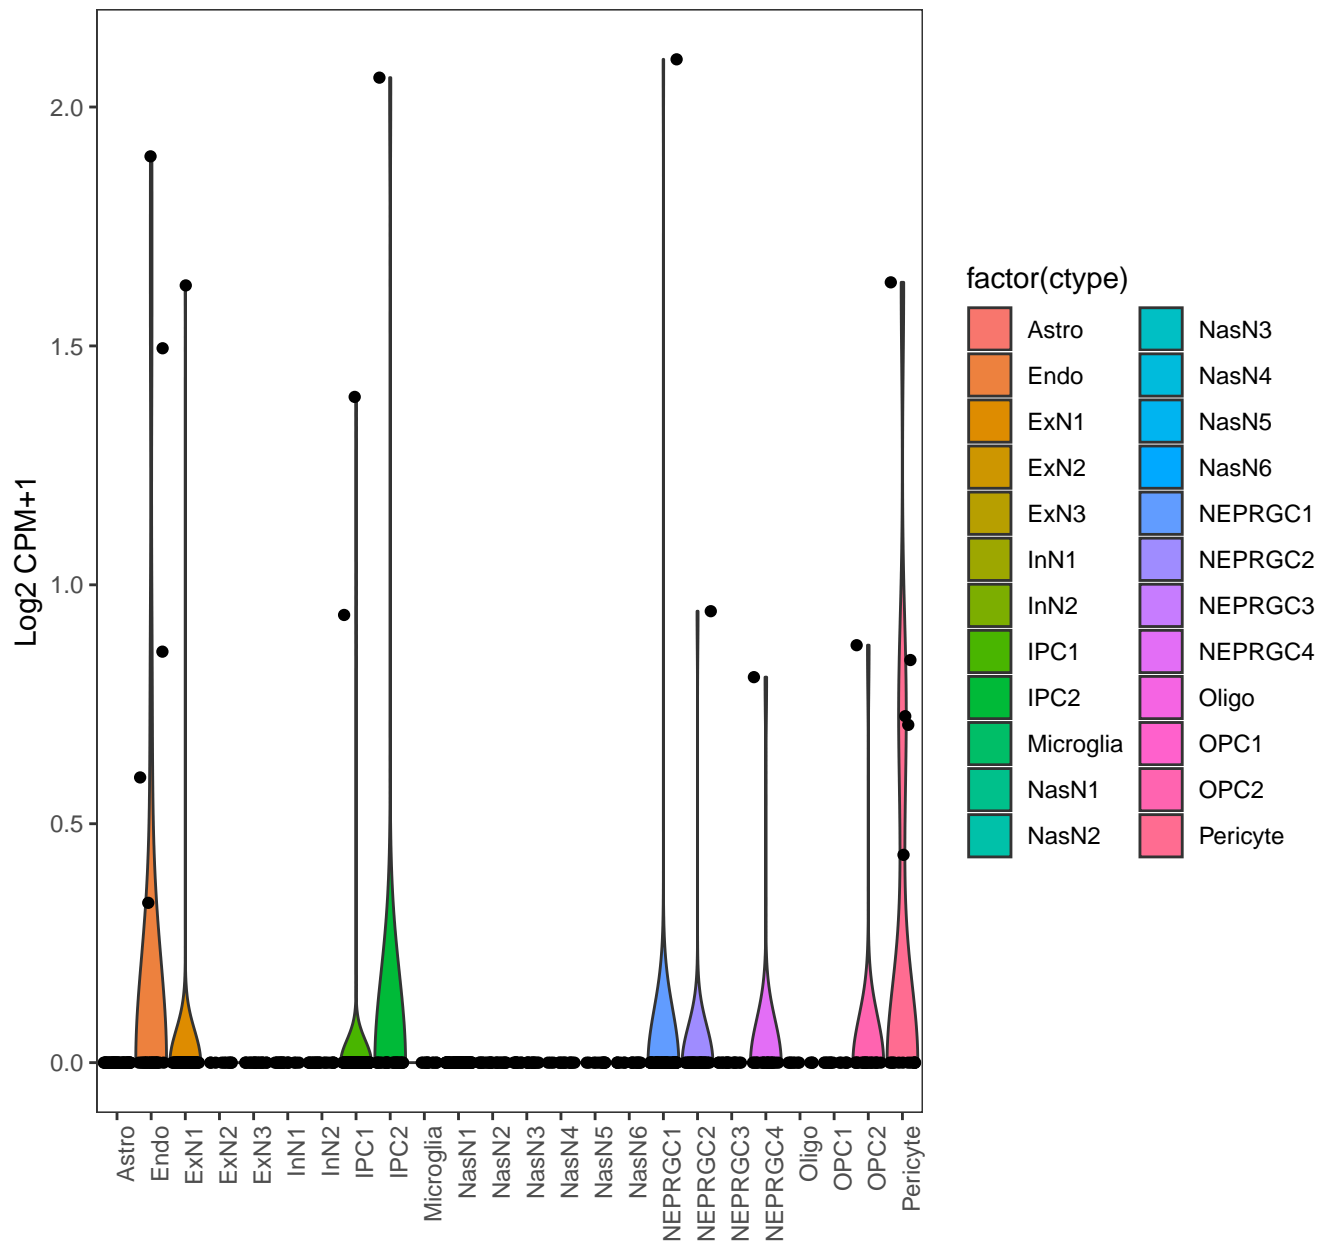 2.0
1.5
1.0
0.5
0.0
Log2 CPM+1
Astro
Endo
ExN1
ExN2
ExN3
InN1
InN2
IPC1
IPC2
Microglia
NasN1
NasN2
NasN3
NasN4
NasN5
NasN6
NEPRGC1
NEPRGC2
NEPRGC3
NEPRGC4
Oligo
OPC1
OPC2
Pericyte
factor(ctype)
Astro
Endo
ExN1
ExN2
ExN3
InN1
InN2
IPC1
IPC2
Microglia
NasN1
NasN2
NasN3
NasN4
NasN5
NasN6
NEPRGC1
NEPRGC2
NEPRGC3
NEPRGC4
Oligo
OPC1
OPC2
Pericyte